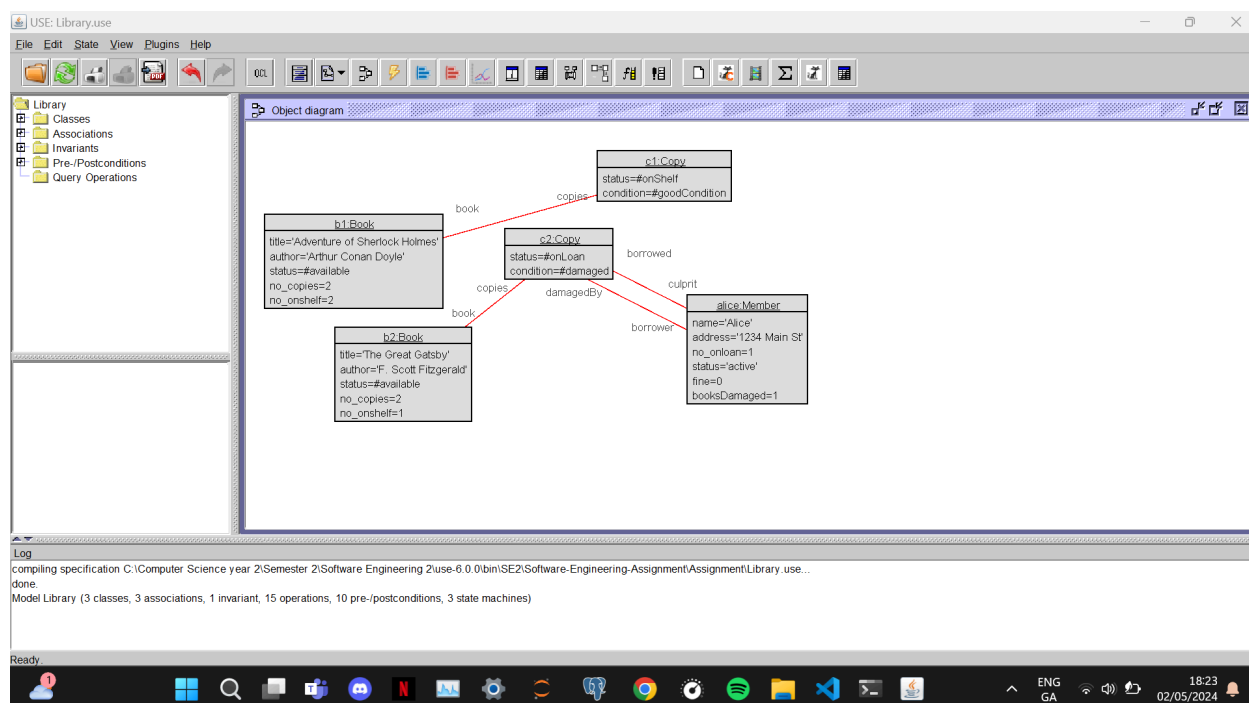 USE: Library.use
File Edit State View Plugins Help
OCL
Library
Classes
Associations
Invariants
Pre-/Postconditions
Query Operations
Object diagram
c1:Copy
status=#onShelf
condition=#goodCondition
copies
book
b1:Book
title='Adventure of Sherlock Holmes'
author='Arthur Conan Doyle'
status=#available
no_copies=2
no_onshelf=2
c2:Copy
status=#onLoan
condition=#damaged
borrowed
culprit
copies
damagedBy
book
borrower
alice:Member
name='Alice'
address='1234 Main St'
no_onloan=1
status='active'
fine=0
booksDamaged=1
b2:Book
title='The Great Gatsby'
author='F. Scott Fitzgerald'
status=#available
no_copies=2
no_onshelf=1
Log
compiling specification C:\Computer Science year 2\Semester 2\Software Engineering 2\use-6.0.0\bin\SE2\Software-Engineering-Assignment\Assignment\Library.use...
done.
Model Library (3 classes, 3 associations, 1 invariant, 15 operations, 10 pre-/postconditions, 3 state machines)
Ready.
1
N
ENG
GA
18:23
02/05/2024